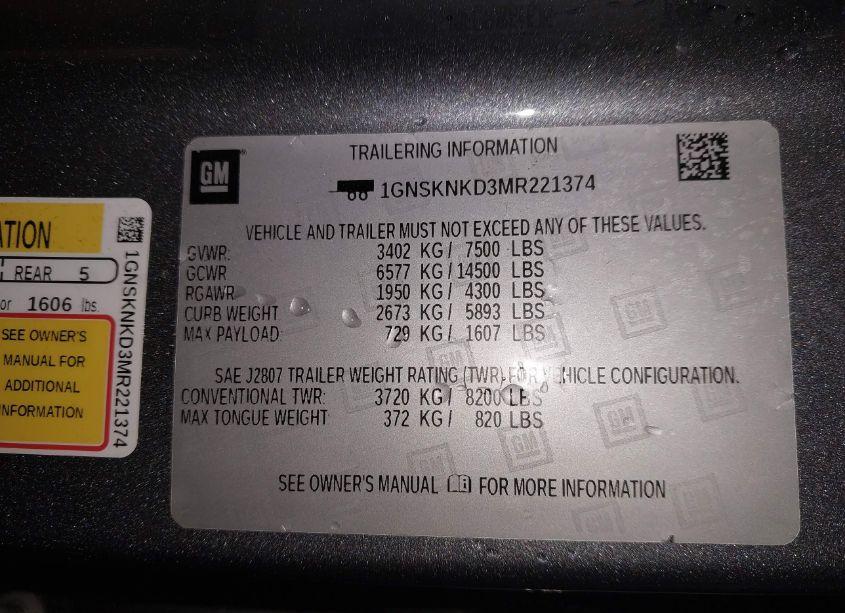 ATION
REAR 5
or 1606 lbs.
SEE OWNER'S
MANUAL FOR
ADDITIONAL
INFORMATION
1GNSKNKD3MR221374
GM
TRAILERING INFORMATION
1GNSKNKD3MR221374
VEHICLE AND TRAILER MUST NOT EXCEED ANY OF THESE VALUES.
GVWR: 3402 KG / 7500 LBS
GCWR 6577 KG / 14500 LBS
RGAWR 1950 KG / 4300 LBS
CURB WEIGHT 2673 KG / 5893 LBS
MAX PAYLOAD: 729 KG / 1607 LBS
SAE J2807 TRAILER WEIGHT RATING (TWR) FOR VEHICLE CONFIGURATION.
CONVENTIONAL TWR: 3720 KG / 8200 LBS
MAX TONGUE WEIGHT: 372 KG / 820 LBS
SEE OWNER'S MANUAL FOR MORE INFORMATION